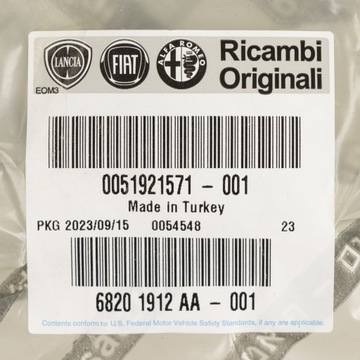 LANCIA
FIAT
ALFA ROMEO
Ricambi
Originali
EOM3
0051921571 - 001
Made in Turkey
PKG 2023/09/15 0054548 23
6820 1912 AA - 001
Contents conform to U.S. Federal Motor Vehicle Safety Standards, if any are applicable.